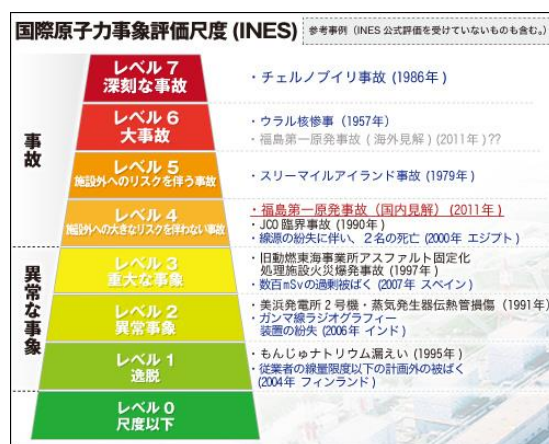 国際原子力事象評価尺度 (INES)
参考事例（INES 公式評価を受けていないものも含む。）
事故
異常な事象
レベル 7
深刻な事故
・チェルノブイリ事故 (1986年 )
レベル 6
大事故
・ウラル核惨事（1957年）
・福島第一原発事故 ( 海外見解 ) (2011年 )??
レベル 5
施設外へのリスクを伴う事故
・スリーマイルアイランド事故 (1979年 )
レベル 4
施設外への大きなリスクを伴わない事故
・福島第一原発事故（国内見解）(2011年 )
・JCO 臨界事故（1990年 )
・線源の紛失に伴い、２名の死亡 (2000年 エジプト )
レベル 3
重大な事象
・旧動燃東海事業所アスファルト固定化
処理施設火災爆発事故（1997年 )
・数百mSvの過剰被ばく (2007年 スペイン )
レベル 2
異常事象
・美浜発電所２号機・蒸気発生器伝熱管損傷（1991年 )
・ガンマ線ラジオグラフィー
装置の紛失 (2006年 インド )
レベル 1
逸脱
・もんじゅナトリウム漏えい（1995年 )
・従業者の線量限度以下の計画外の被ばく
(2004年 フィンランド )
レベル 0
尺度以下